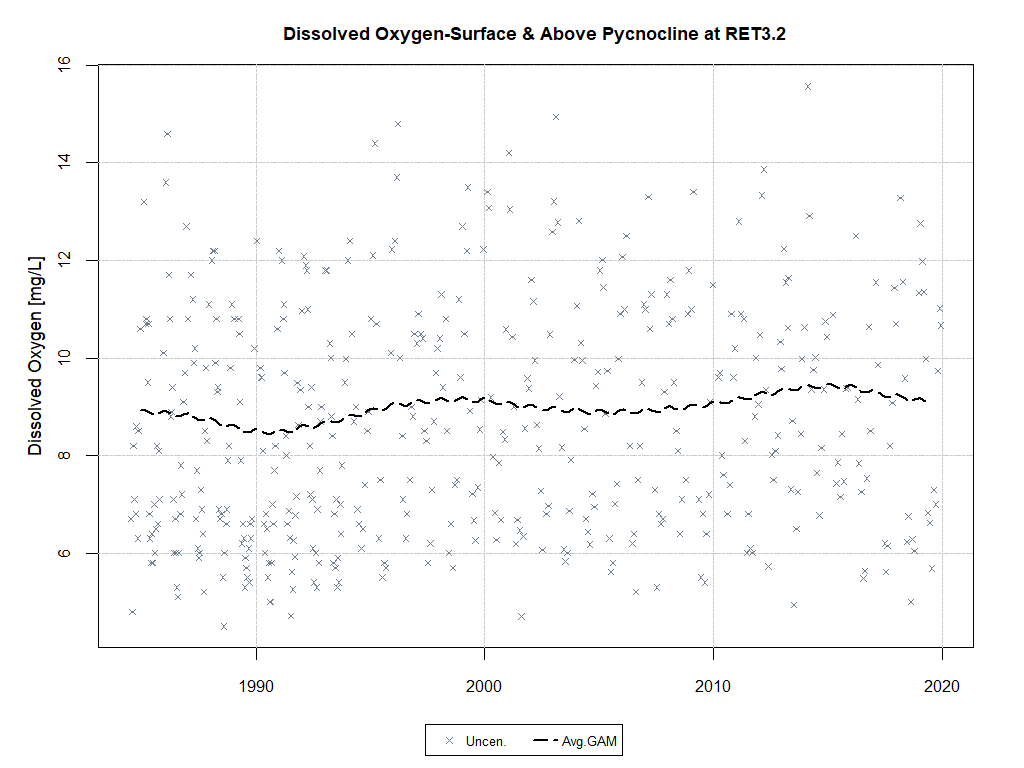 Dissolved Oxygen-Surface & Above Pycnocline at RET3.2
16
14
12
10
8
6
Dissolved Oxygen [mg/L]
1990 2000 2010 2020
Uncen. Avg.GAM